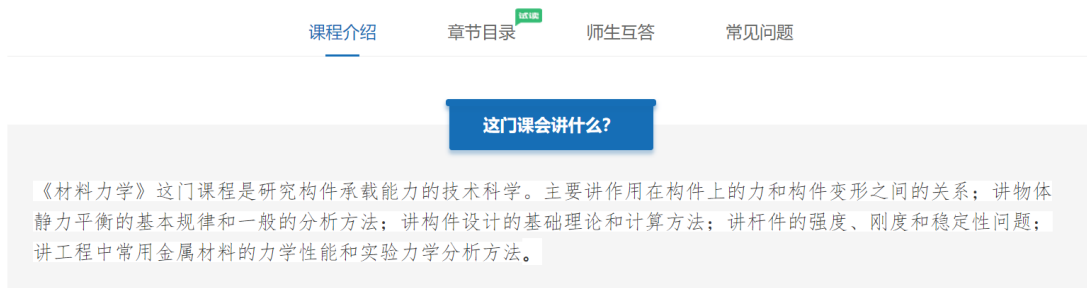 课程介绍 章节目录 试读 师生互答 常见问题
这门课会讲什么？
《材料力学》这门课程是研究构件承载能力的技术科学。主要讲作用在构件上的力和构件变形之间的关系；讲物体
静力平衡的基本规律和一般的分析方法；讲构件设计的基础理论和计算方法；讲杆件的强度、刚度和稳定性问题；
讲工程中常用金属材料的力学性能和实验力学分析方法。